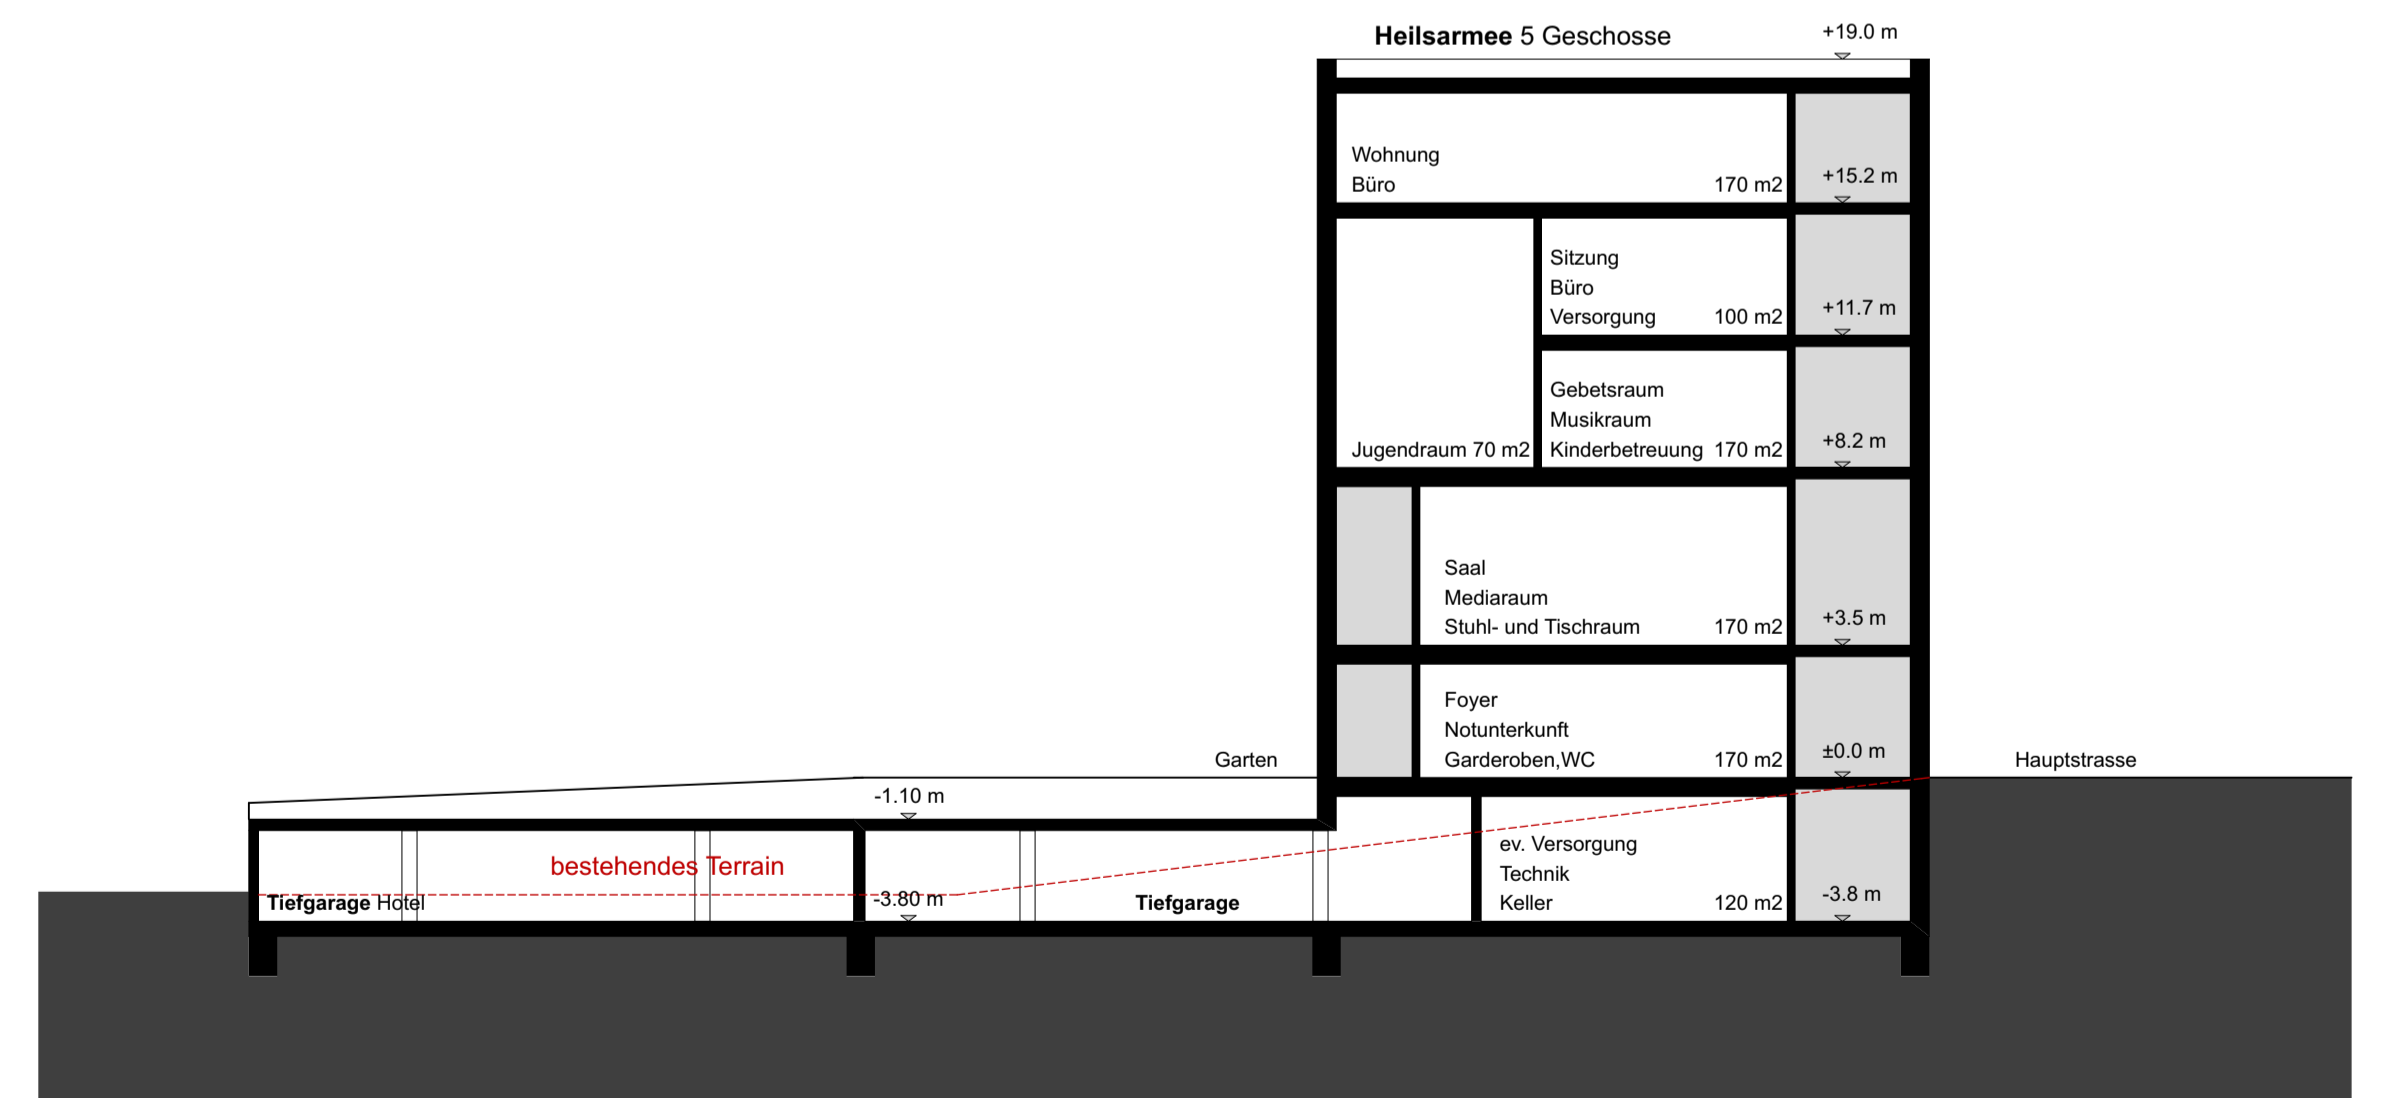 Heilsarmee 5 Geschosse
+19.0 m
Wohnung
Büro 170 m2
+15.2 m
Sitzung
Büro
Versorgung 100 m2
+11.7 m
Gebetsraum
Musikraum
Jugendraum 70 m2
Kinderbetreuung 170 m2
+8.2 m
Saal
Mediaraum
Stuhl- und Tischraum 170 m2
+3.5 m
Foyer
Notunterkunft
Garderoben,WC 170 m2
±0.0 m
Garten
Hauptstrasse
-1.10 m
bestehendes Terrain
Tiefgarage Hotel
-3.80 m
Tiefgarage
ev. Versorgung
Technik
Keller 120 m2
-3.8 m